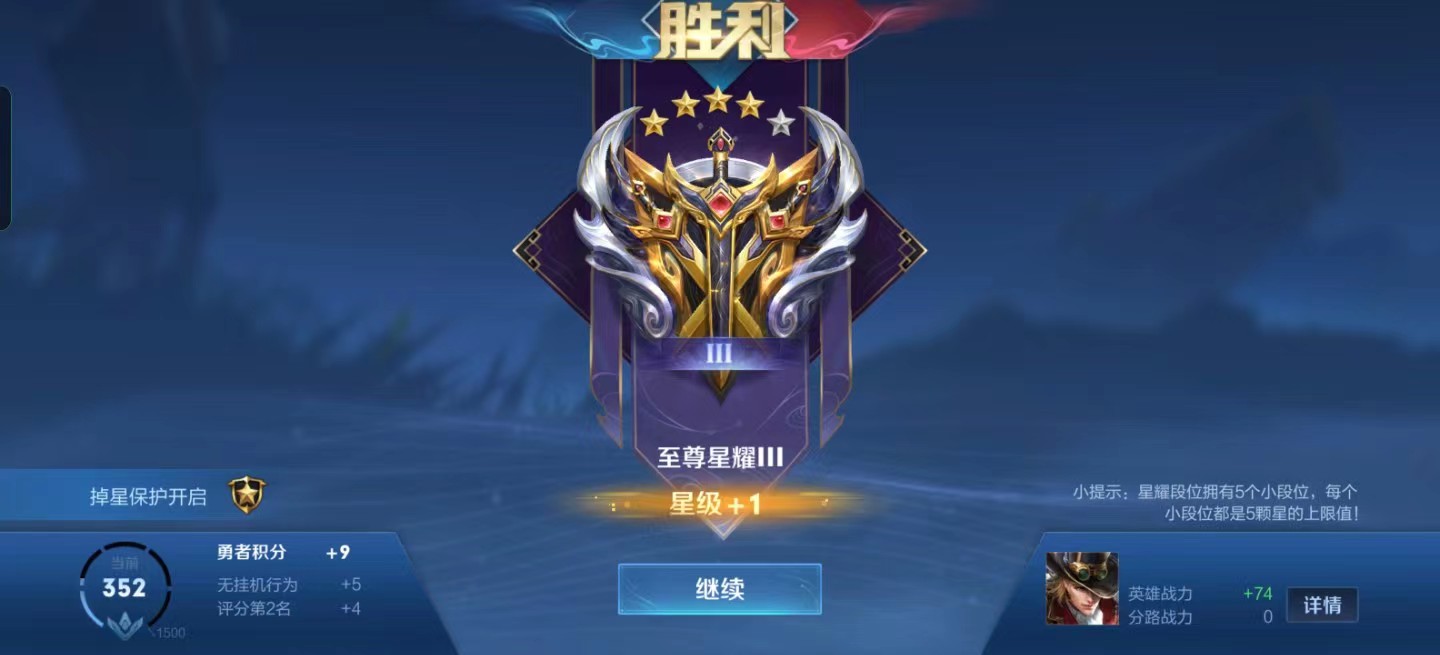 胜利
III
至尊星耀III
星级+1
继续
掉星保护开启
当前
352
1500
勇者积分 +9
无挂机行为 +5
评分第2名 +4
小提示：星耀段位拥有5个小段位，每个
小段位都是5颗星的上限值！
英雄战力 +74
分路战力 0
详情